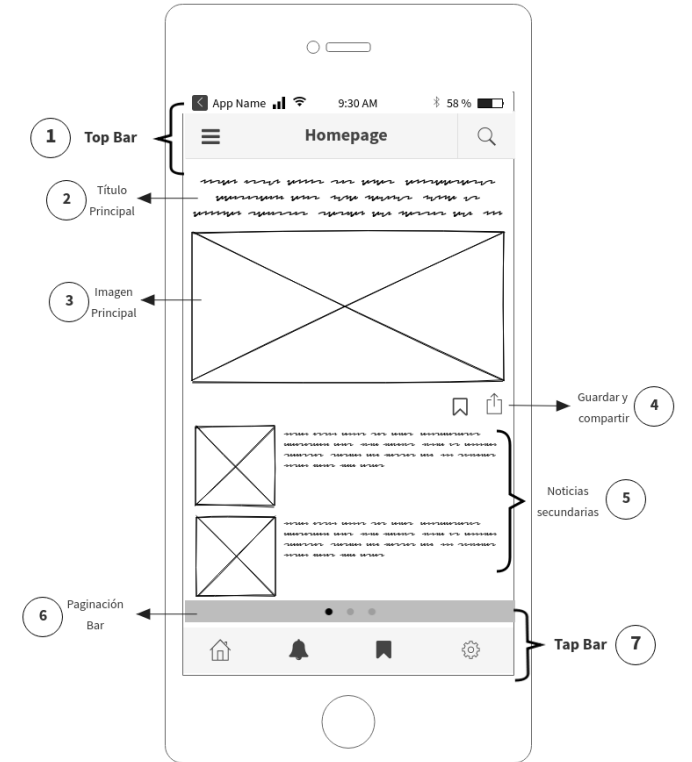 App Name 9:30 AM 58 %
1 Top Bar
Homepage
2 Título
Principal
3 Imagen
Principal
Guardar y
compartir 4
Noticias
secundarias 5
6 Paginación
Bar
Tap Bar 7